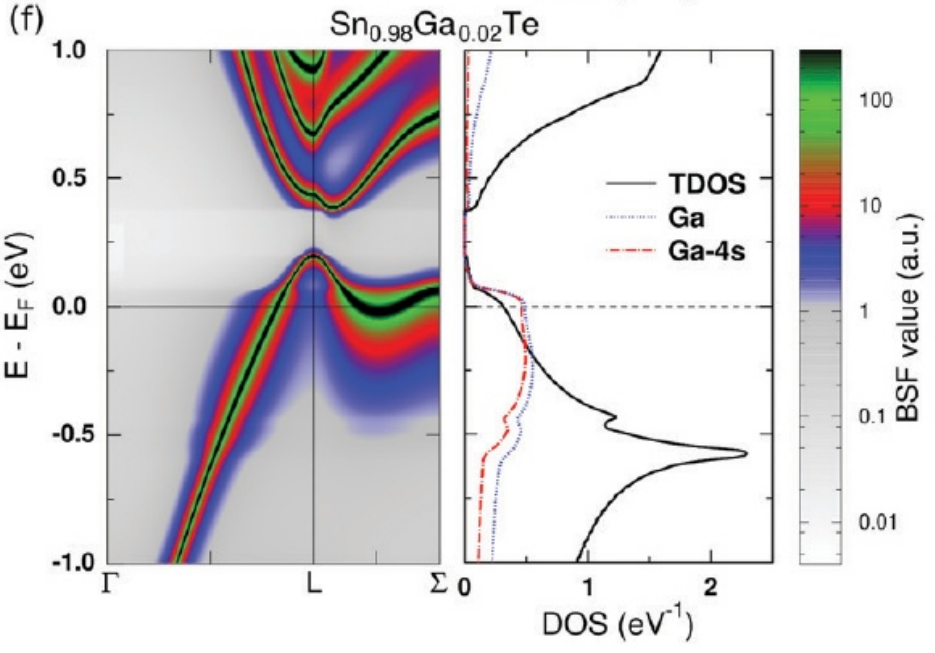 (f)
Sn0.98Ga0.02Te
1.0
0.5
0.0
-0.5
-1.0
E - EF (eV)
Γ
L
Σ
TDOS
Ga
Ga-4s
0
1
2
DOS (eV-1)
100
10
1
0.1
0.01
BSF value (a.u.)